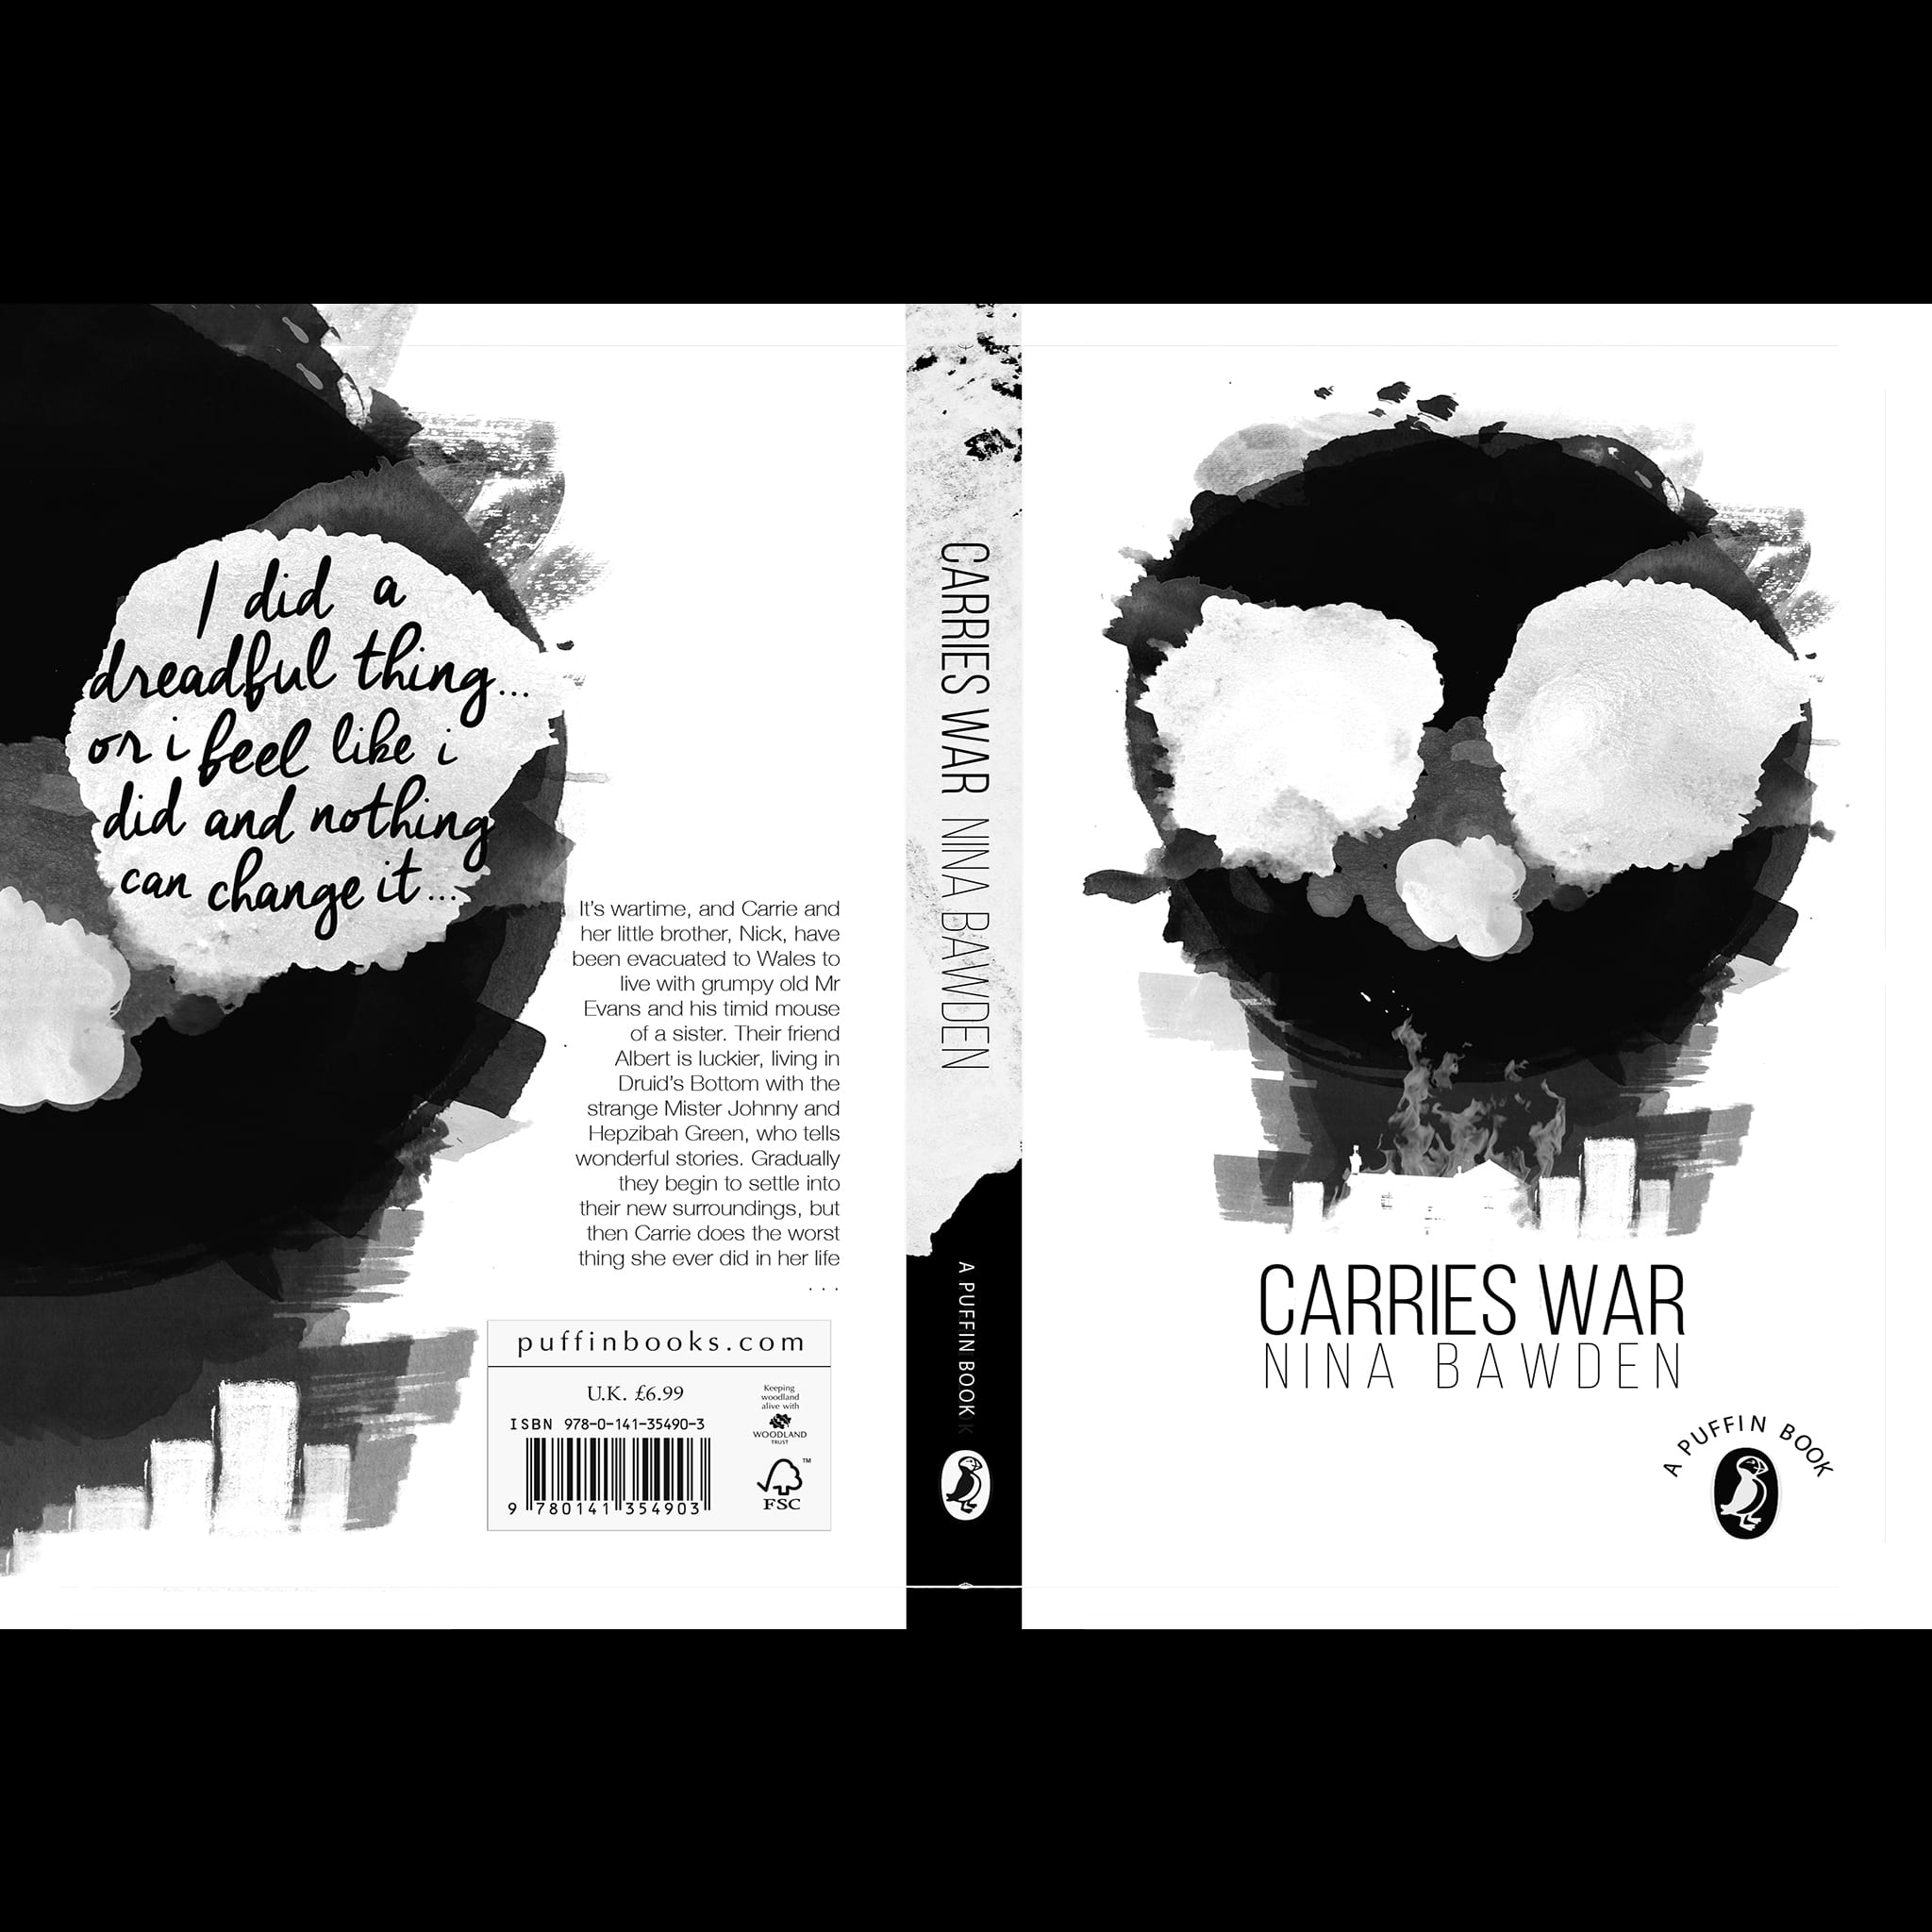 I did a
dreadful thing...
or i feel like i
did and nothing
can change it...
It's wartime, and Carrie and
her little brother, Nick, have
been evacuated to Wales to
live with grumpy old Mr
Evans and his timid mouse
of a sister. Their friend
Albert is luckier, living in
Druid's Bottom with the
strange Mister Johnny and
Hepzibah Green, who tells
wonderful stories. Gradually
they begin to settle into
their new surroundings, but
then Carrie does the worst
thing she ever did in her life
. . .
puffinbooks.com
U.K. £6.99
ISBN 978-0-141-35490-3
9 780141 354903
Keeping
woodland
alive with
WOODLAND
TRUST
TM
FSC
CARRIES WAR NINA BAWDEN
A PUFFIN BOOK
CARRIES WAR
NINA BAWDEN
A PUFFIN BOOK